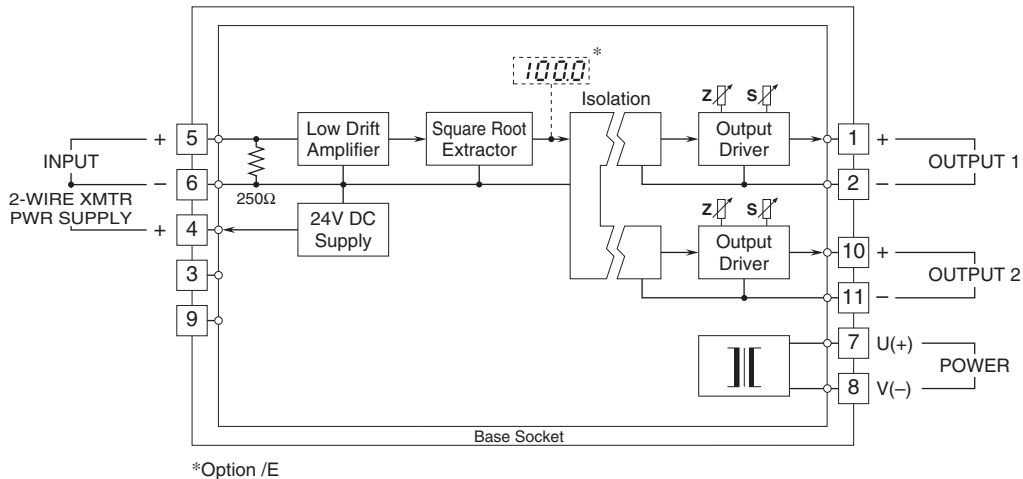 *
100.0
Isolation
Z S
5 + Low Drift Amplifier
Square Root Extractor
Output Driver
1 +
INPUT
OUTPUT 1
6 −
2 −
250Ω
2-WIRE XMTR
PWR SUPPLY
4 +
24V DC
Supply
Z S
Output
Driver
10 +
3
OUTPUT 2
11 −
9
7 U(+)
POWER
8 V(−)
Base Socket
*Option /E